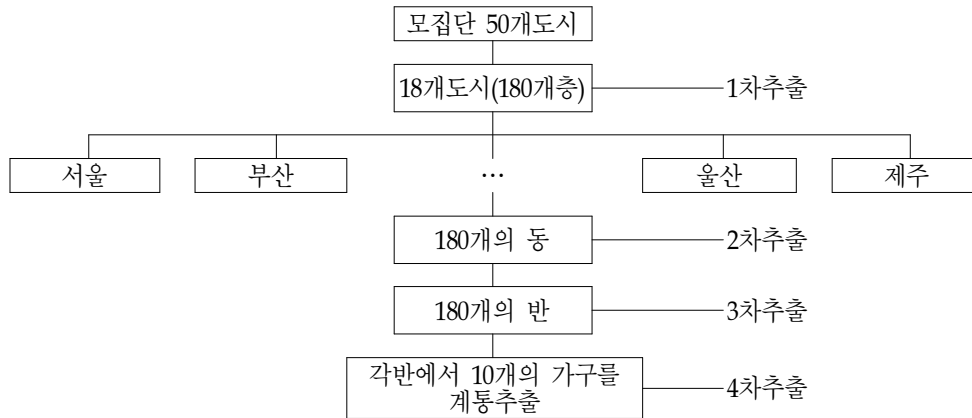 모집단 50개도시
18개도시(180개층)
1차추출
서울
부산
…
울산
제주
180개의 동
2차추출
180개의 반
3차추출
각반에서 10개의 가구를
계통추출
4차추출